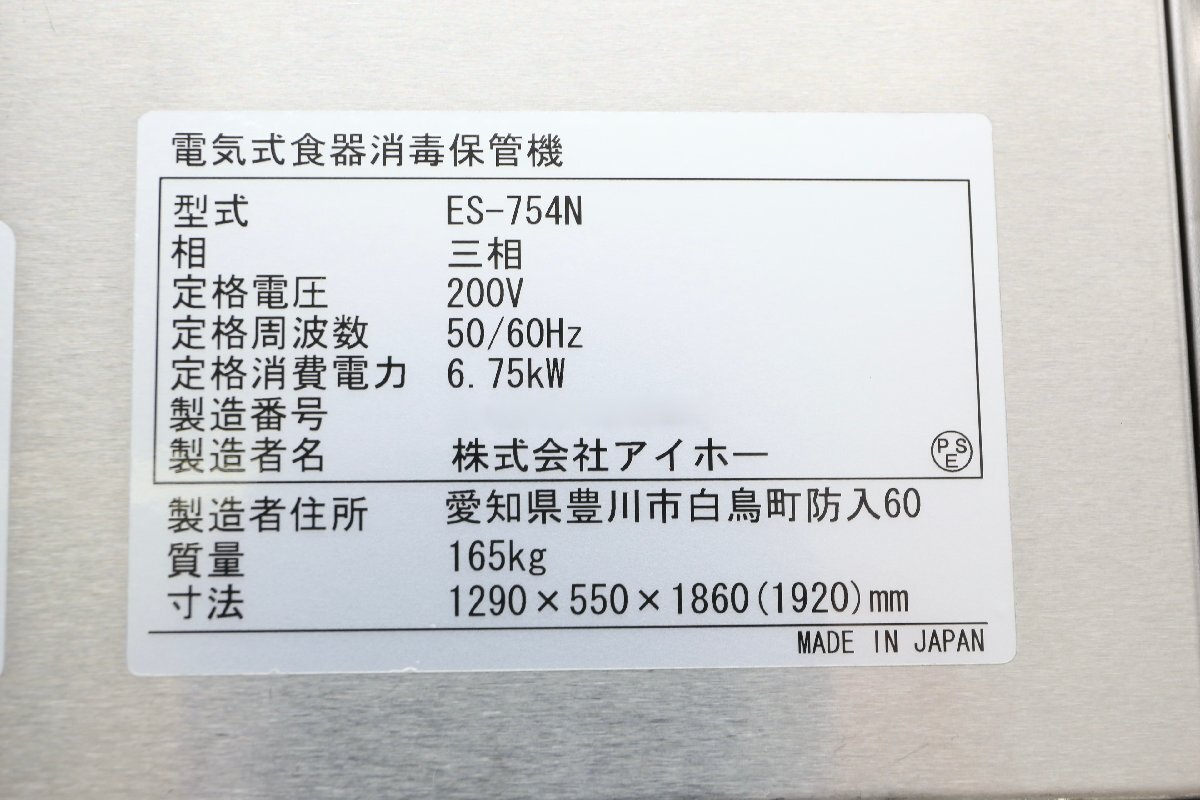 電気式食器消毒保管機
型式 ES-754N
相 三相
定格電圧 200V
定格周波数 50/60Hz
定格消費電力 6.75kW
製造番号
製造者名 株式会社アイホー
PSE
製造者住所 愛知県豊川市白鳥町防入60
質量 165kg
寸法 1290×550×1860(1920)mm
MADE IN JAPAN